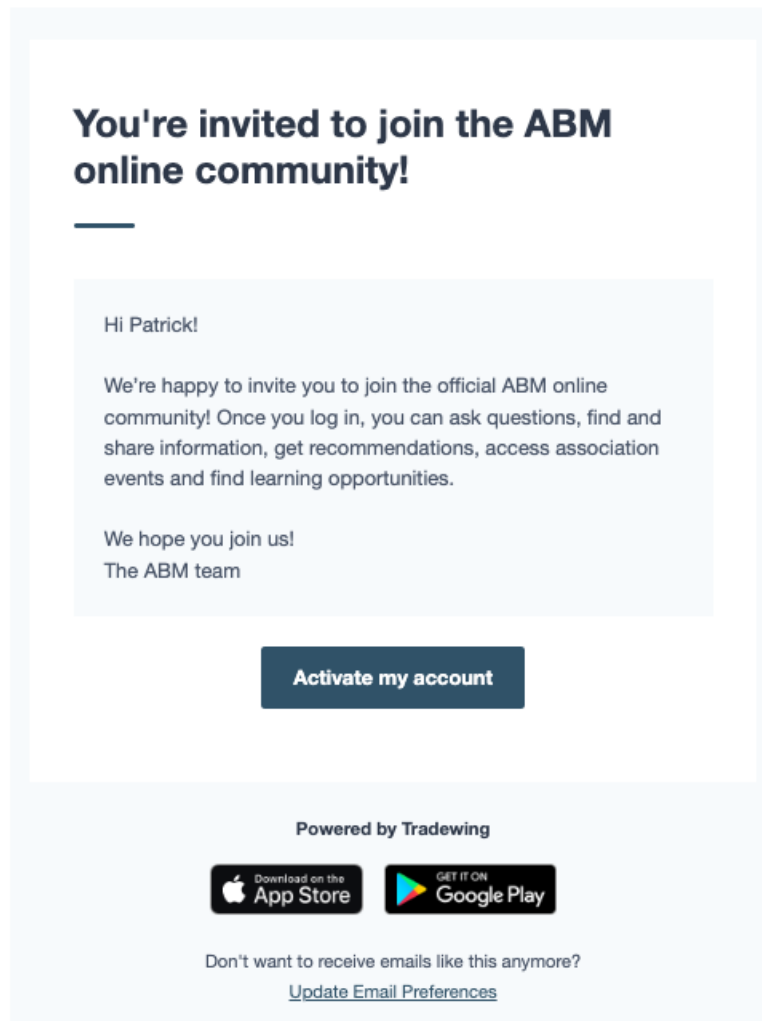 You're invited to join the ABM
online community!
Hi Patrick!
We're happy to invite you to join the official ABM online
community! Once you log in, you can ask questions, find and
share information, get recommendations, access association
events and find learning opportunities.
We hope you join us!
The ABM team
Activate my account
Powered by Tradewing
Download on the
App Store
GET IT ON
Google Play
Don't want to receive emails like this anymore?
Update Email Preferences